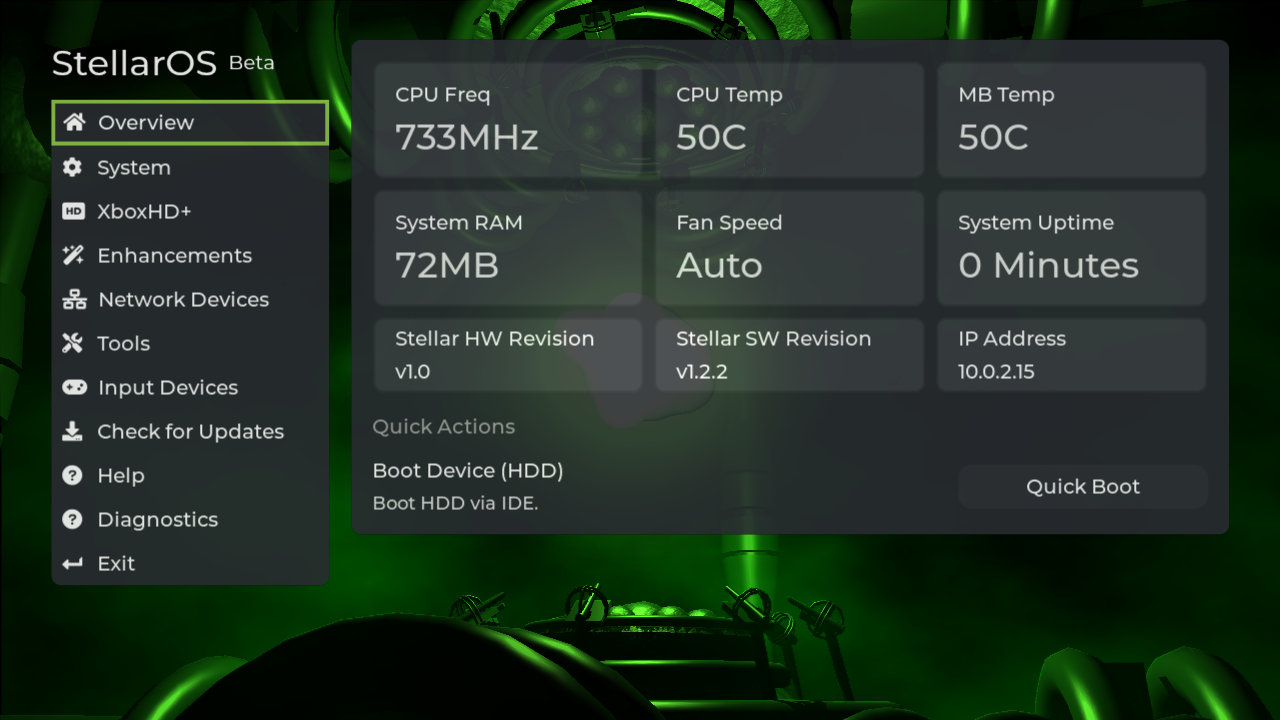 StellarOS Beta
Overview
System
HD XboxHD+
Enhancements
Network Devices
Tools
Input Devices
Check for Updates
? Help
? Diagnostics
Exit
CPU Freq
733MHz
CPU Temp
50C
MB Temp
50C
System RAM
72MB
Fan Speed
Auto
System Uptime
0 Minutes
Stellar HW Revision
v1.0
Stellar SW Revision
v1.2.2
IP Address
10.0.2.15
Quick Actions
Boot Device (HDD)
Boot HDD via IDE.
Quick Boot